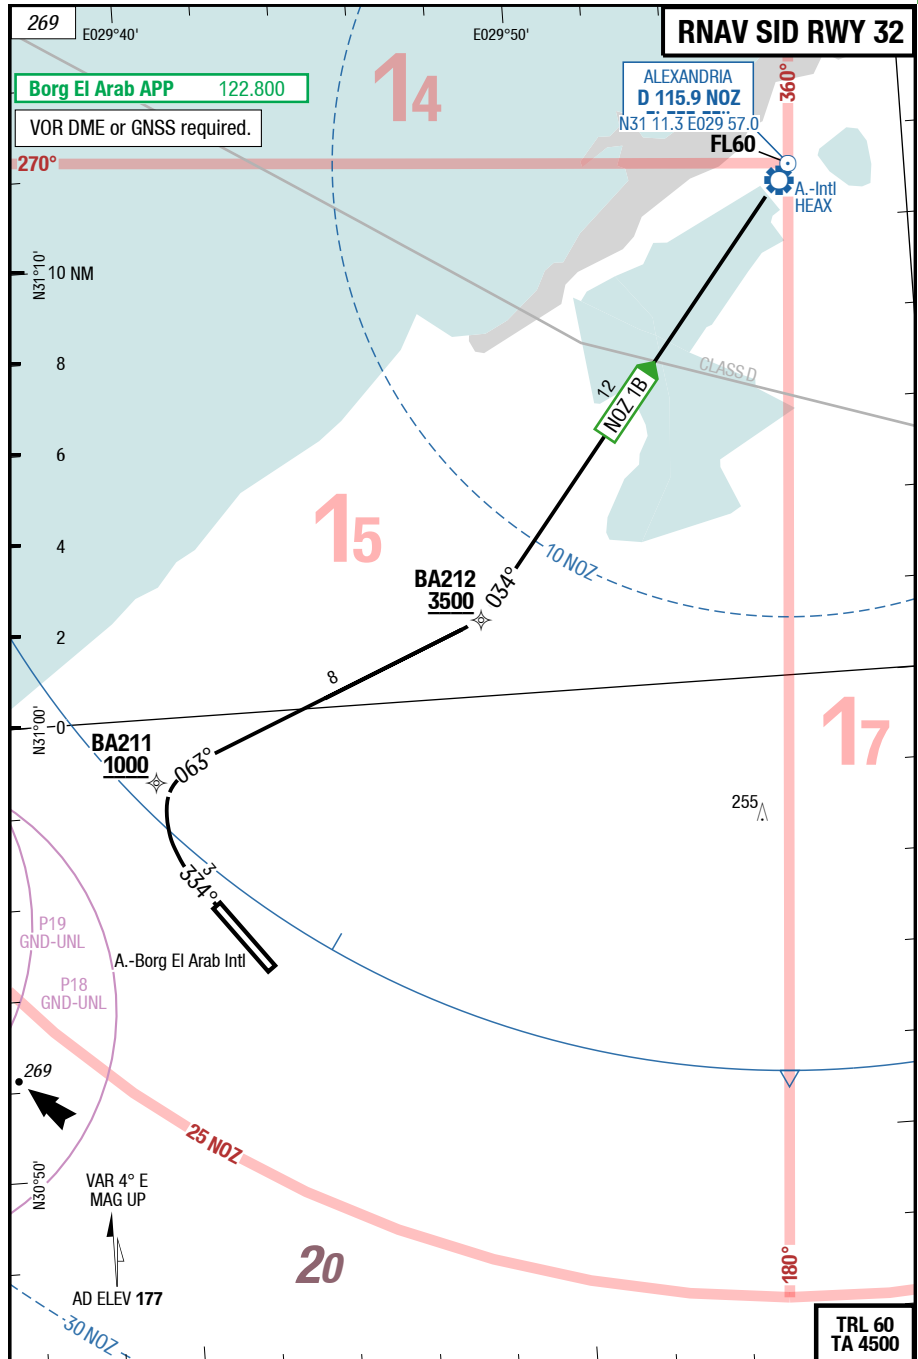 269
E029°40'
E029°50'
RNAV SID RWY 32
Borg El Arab APP 122.800
VOR DME or GNSS required.
14
ALEXANDRIA
D 115.9 NOZ
N31 11.3 E029 57.0
360°
FL60
270°
A.-Intl
HEAX
N31°10'
10 NM
8
CLASS D
12
NOZ 1B
6
15
4
10 NOZ
BA212
3500
034°
2
8
N31°00'
0
17
BA211
1000
063°
255
3
334°
P19
GND-UNL
A.-Borg El Arab Intl
P18
GND-UNL
269
25 NOZ
N30°50'
VAR 4° E
MAG UP
20
180°
AD ELEV 177
30 NOZ
TRL 60
TA 4500